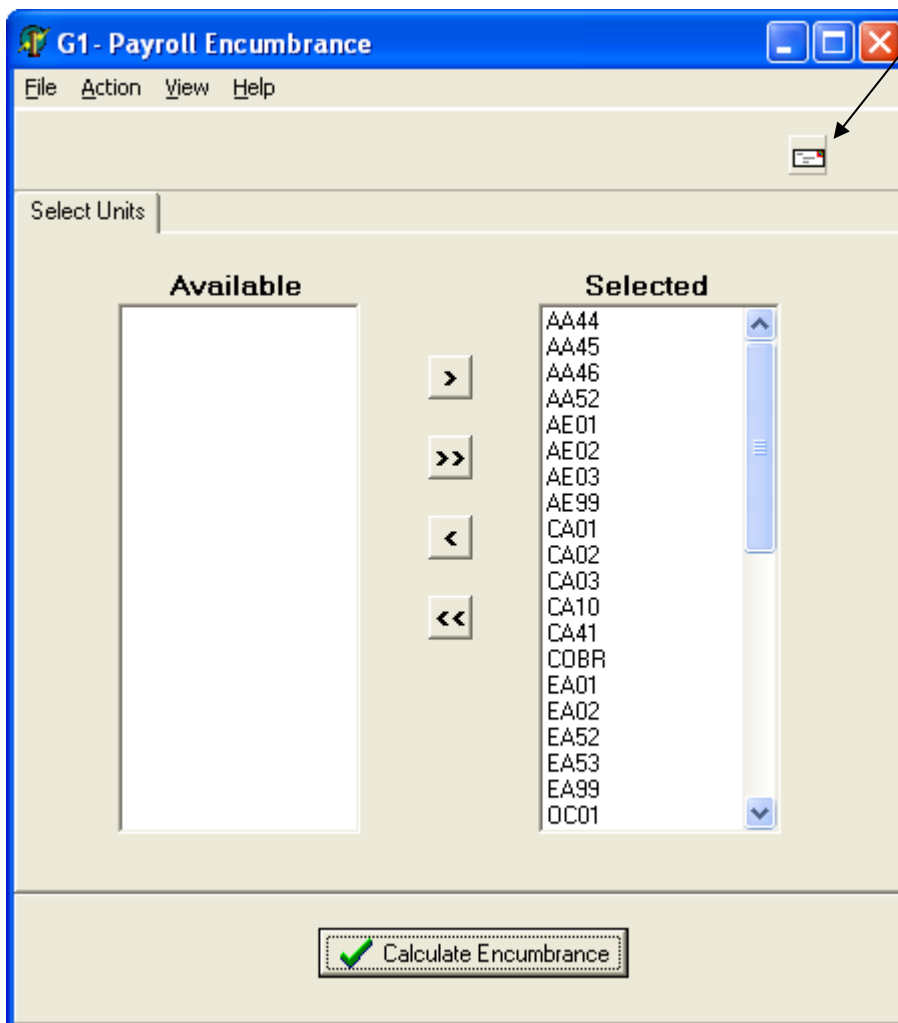 G1 - Payroll Encumbrance
File Action View Help
Select Units
Available
Selected
>
>>
<
<<
AA44
AA45
AA46
AA52
AE01
AE02
AE03
AE99
CA01
CA02
CA03
CA10
CA41
COBR
EA01
EA02
EA52
EA53
EA99
OC01
Calculate Encumbrance